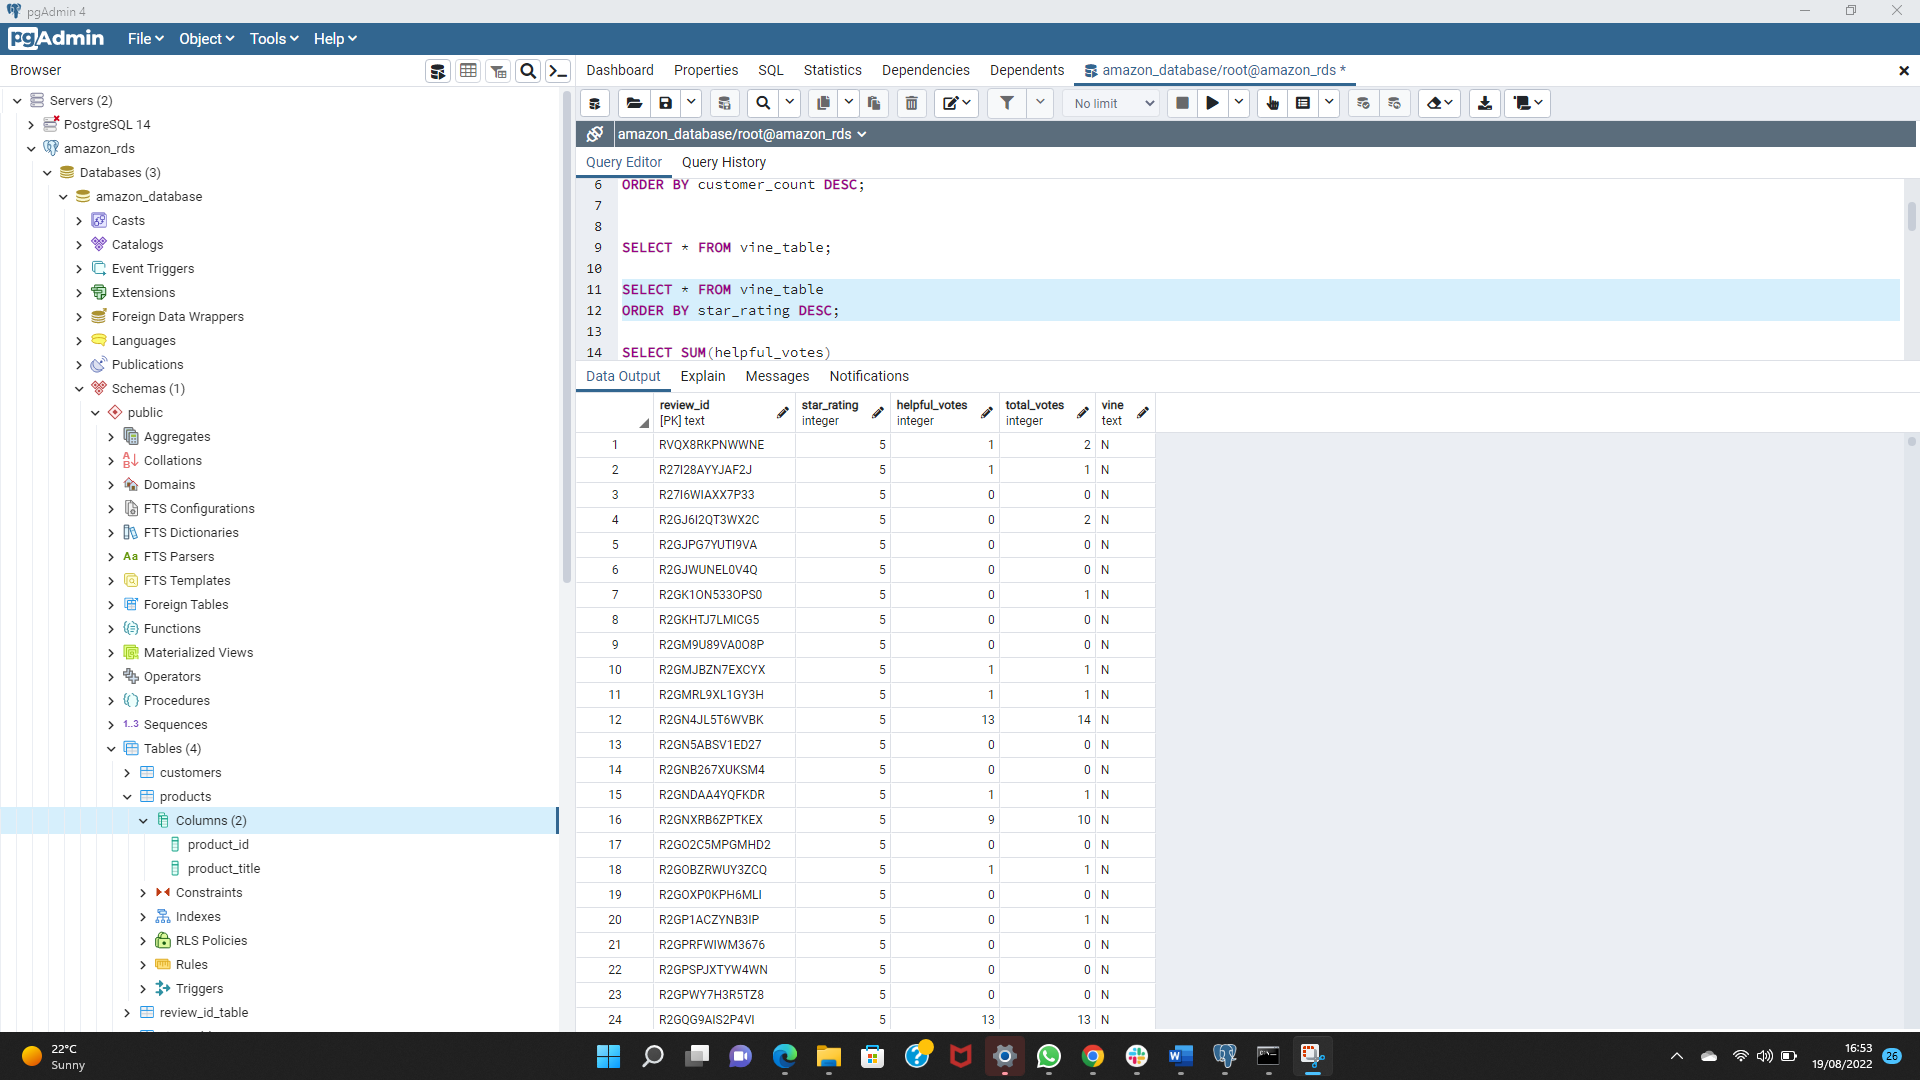 pgAdmin 4
pgAdmin File Object Tools Help
Browser
Servers (2)
PostgreSQL 14
amazon_rds
Databases (3)
amazon_database
Casts
Catalogs
Event Triggers
Extensions
Foreign Data Wrappers
Languages
Publications
Schemas (1)
public
Aggregates
Collations
Domains
FTS Configurations
FTS Dictionaries
Aa FTS Parsers
FTS Templates
Foreign Tables
Functions
Materialized Views
Operators
Procedures
1..3 Sequences
Tables (4)
customers
products
Columns (2)
product_id
product_title
Constraints
Indexes
RLS Policies
Rules
Triggers
review_id_table
Dashboard Properties SQL Statistics Dependencies Dependents amazon_database/root@amazon_rds *
No limit
amazon_database/root@amazon_rds
Query Editor Query History
6 ORDER BY customer_count DESC;
7
8
9 SELECT * FROM vine_table;
10
11 SELECT * FROM vine_table
12 ORDER BY star_rating DESC;
13
14 SELECT SUM(helpful_votes)
Data Output Explain Messages Notifications
review_id star_rating helpful_votes total_votes vine
[PK] text integer integer integer text
1 RVQX8RKPNWWNE 5 1 2 N
2 R27I28AYYJAF2J 5 1 1 N
3 R27I6WIAXX7P33 5 0 0 N
4 R2GJ6I2QT3WX2C 5 0 2 N
5 R2GJPG7YUTI9VA 5 0 0 N
6 R2GJWUNEL0V4Q 5 0 0 N
7 R2GK1ON533OPS0 5 0 1 N
8 R2GKHTJ7LMICG5 5 0 0 N
9 R2GM9U89VA0O8P 5 0 0 N
10 R2GMJBZN7EXCYX 5 1 1 N
11 R2GMRL9XL1GY3H 5 1 1 N
12 R2GN4JL5T6WVBK 5 13 14 N
13 R2GN5ABSV1ED27 5 0 0 N
14 R2GNB267XUKSM4 5 0 0 N
15 R2GNDAA4YQFKDR 5 1 1 N
16 R2GNXRB6ZPTKEX 5 9 10 N
17 R2GO2C5MPGMHD2 5 0 0 N
18 R2GOBZRWUY3ZCQ 5 1 1 N
19 R2GOXP0KPH6MLI 5 0 0 N
20 R2GP1ACZYNB3IP 5 0 1 N
21 R2GPRFWIWM3676 5 0 0 N
22 R2GPSPJXTYW4WN 5 0 0 N
23 R2GPWY7H3R5TZ8 5 0 0 N
24 R2GQG9AIS2P4VI 5 13 13 N
22°C
Sunny
16:53
19/08/2022
26